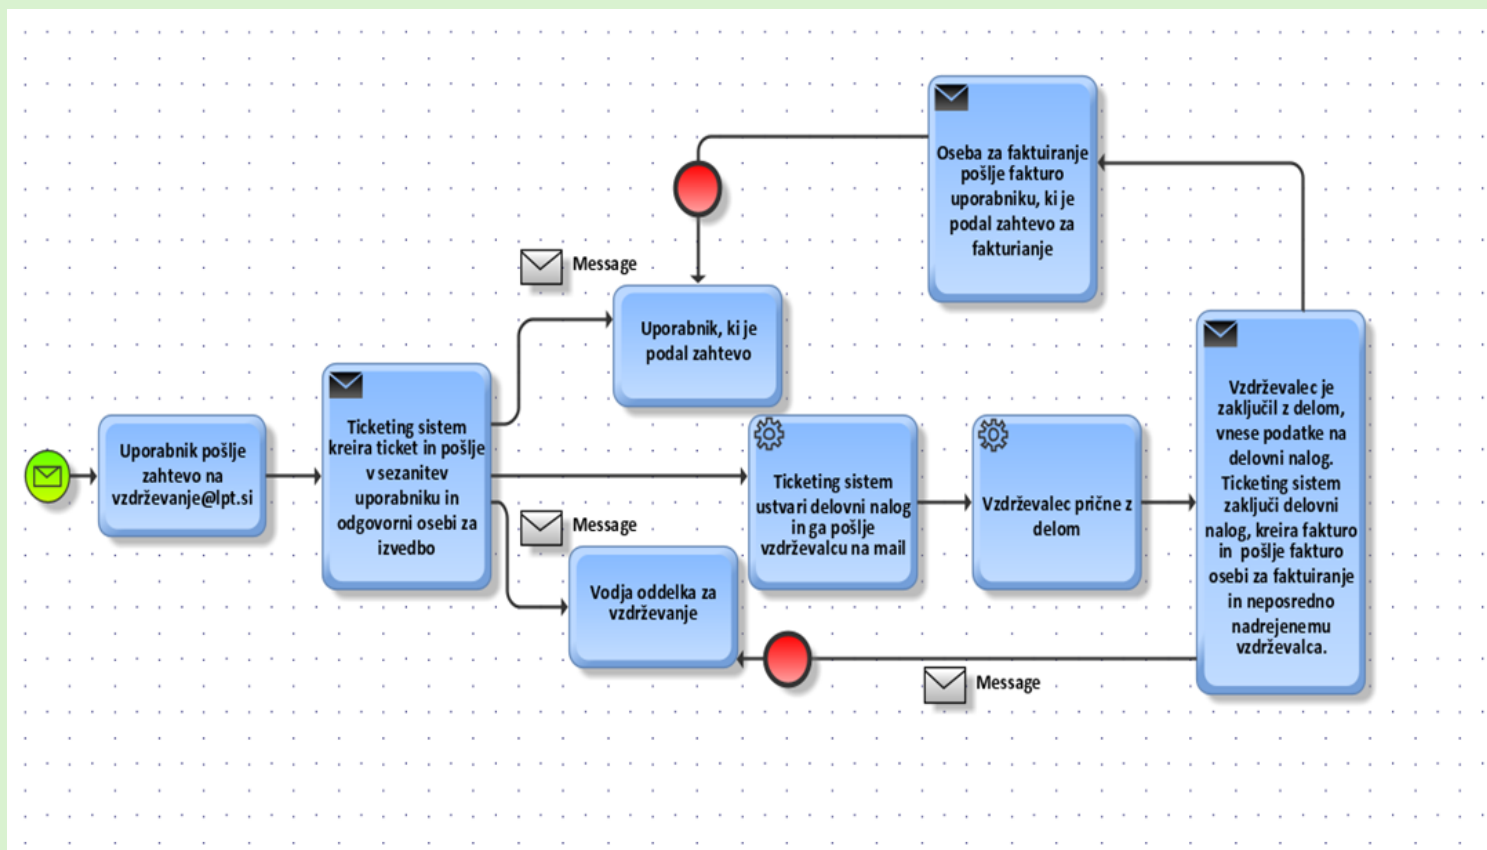 Oseba za faktuiranje
pošlje fakturo
uporabniku, ki je
podal zahtevo za
fakturianje
Message
Uporabnik, ki je
podal zahtevo
Uporabnik pošlje
zahtevo na
vzdrževanje@lpt.si
Ticketing sistem
kreira ticket in pošlje
v sezanitev
uporabniku in
odgovorni osebi za
izvedbo
Message
Vodja oddelka za
vzdrževanje
Ticketing sistem
ustvari delovni nalog
in ga pošlje
vzdrževalcu na mail
Vzdrževalec prične z
delom
Vzdrževalec je
zaključil z delom,
vnese podatke na
delovni nalog.
Ticketing sistem
zaključi delovni
nalog, kreira fakturo
in pošlje fakturo
osebi za faktuiranje
in neposredno
nadrejenemu
vzdrževalca.
Message